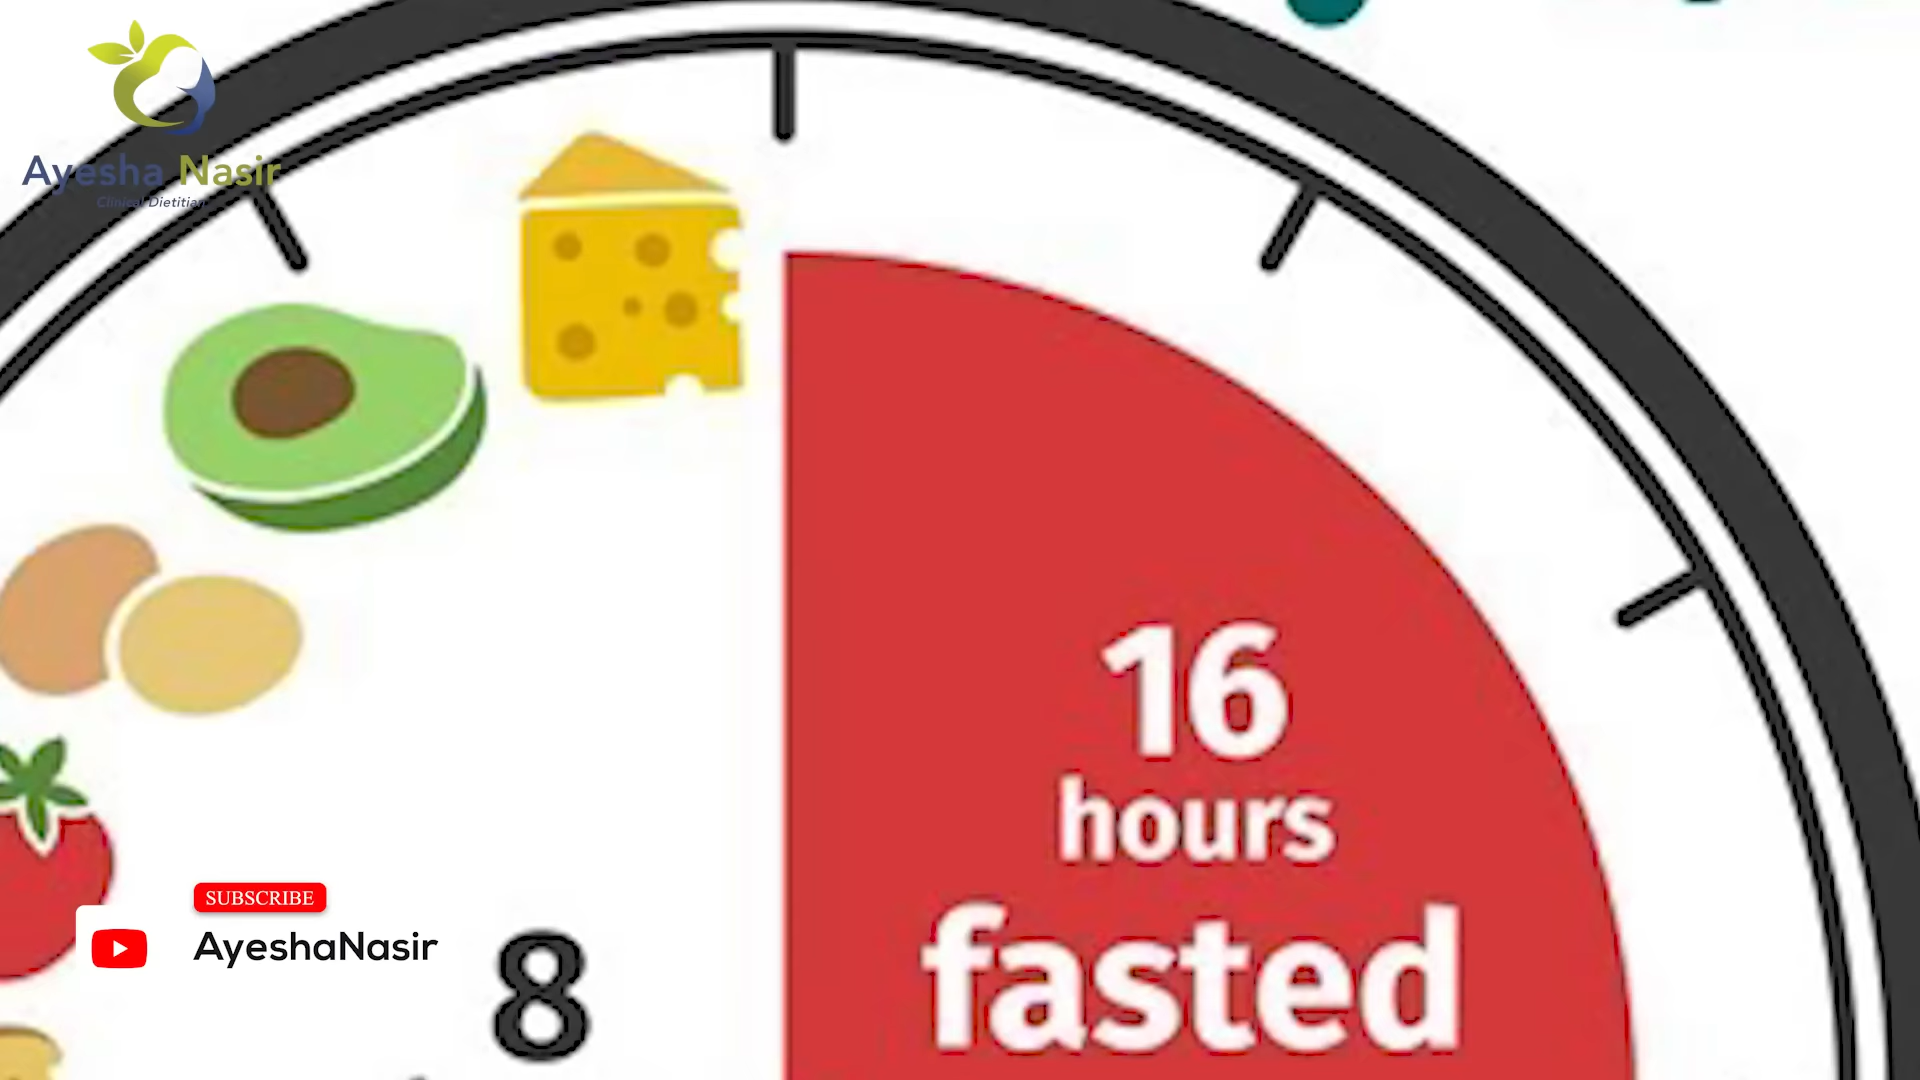 Ayesha Nasir
Clinical Dietitian
16
hours
fasted
SUBSCRIBE
AyeshaNasir
8